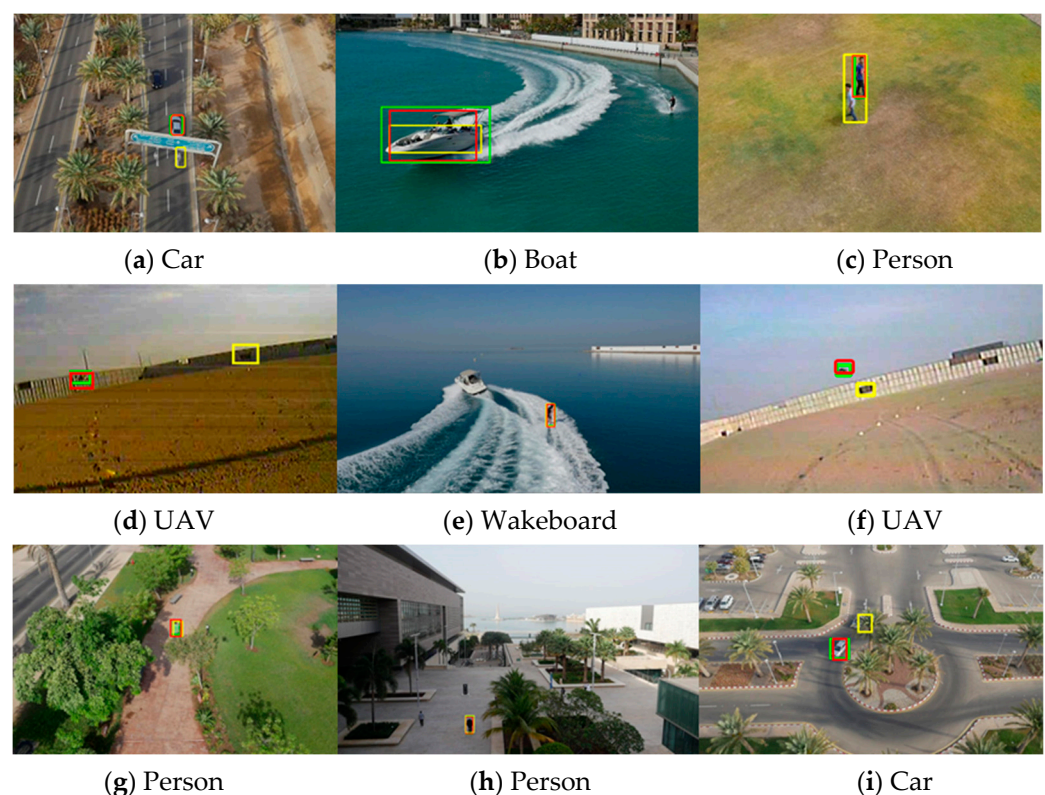 (a) Car
(b) Boat
(c) Person
(d) UAV
(e) Wakeboard
(f) UAV
(g) Person
(h) Person
(i) Car